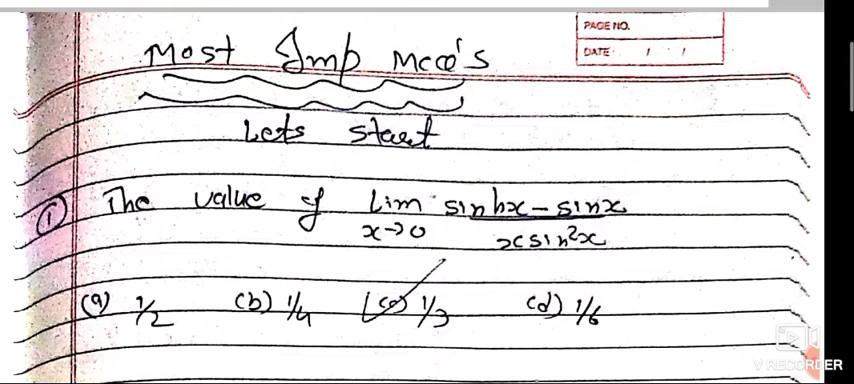 PAGE NO.
DATE: / /
Most Imp Mcq's
Lets start
① The value of Lim x→0 sinhx - sinx / xsin²x
(a) 1/2 (b) 1/4 (c) 1/3 (d) 1/6
V RECORDER